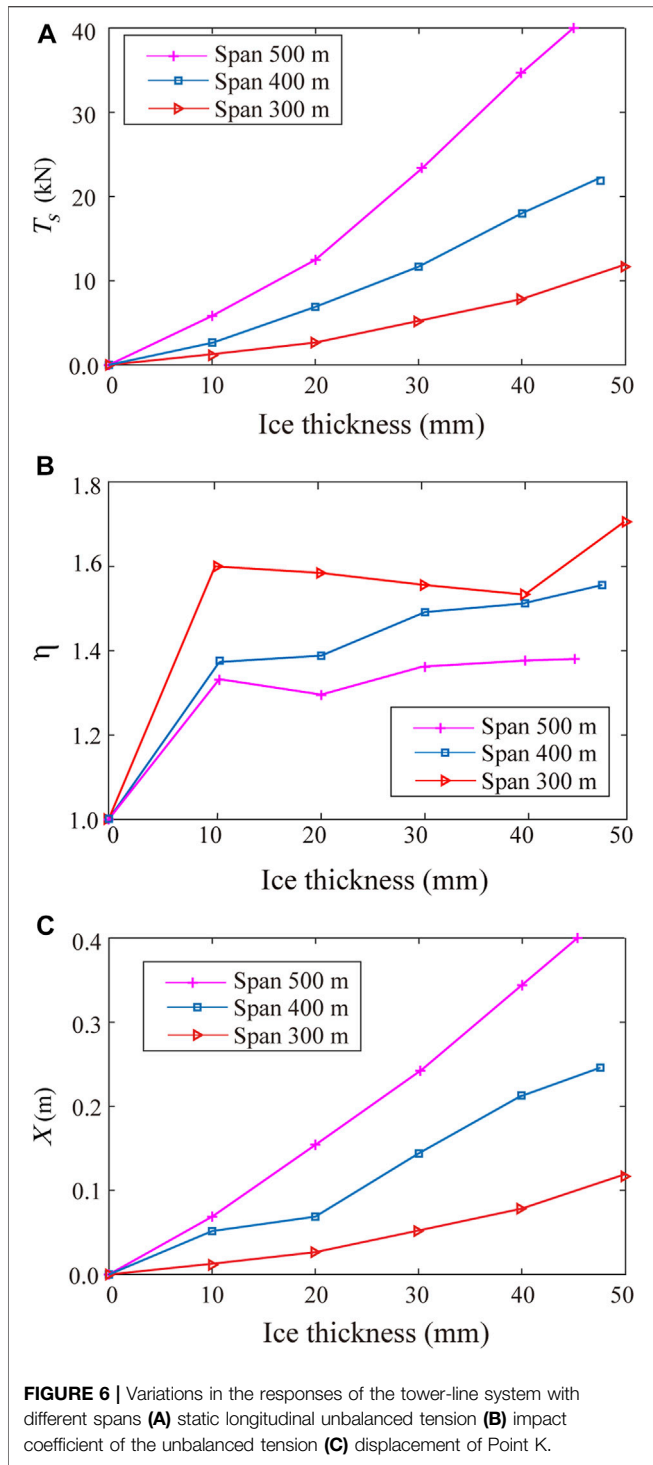 A
Span 500 m
Span 400 m
Span 300 m
40
30
20
10
0.0
T_s (kN)
0 10 20 30 40 50
Ice thickness (mm)
B
1.8
1.6
1.4
1.2
1.0
η
Span 500 m
Span 400 m
Span 300 m
0 10 20 30 40 50
Ice thickness (mm)
C
0.4
0.3
0.2
0.1
0.0
X (m)
Span 500 m
Span 400 m
Span 300 m
0 10 20 30 40 50
Ice thickness (mm)
FIGURE 6 | Variations in the responses of the tower-line system with
different spans (A) static longitudinal unbalanced tension (B) impact
coefficient of the unbalanced tension (C) displacement of Point K.